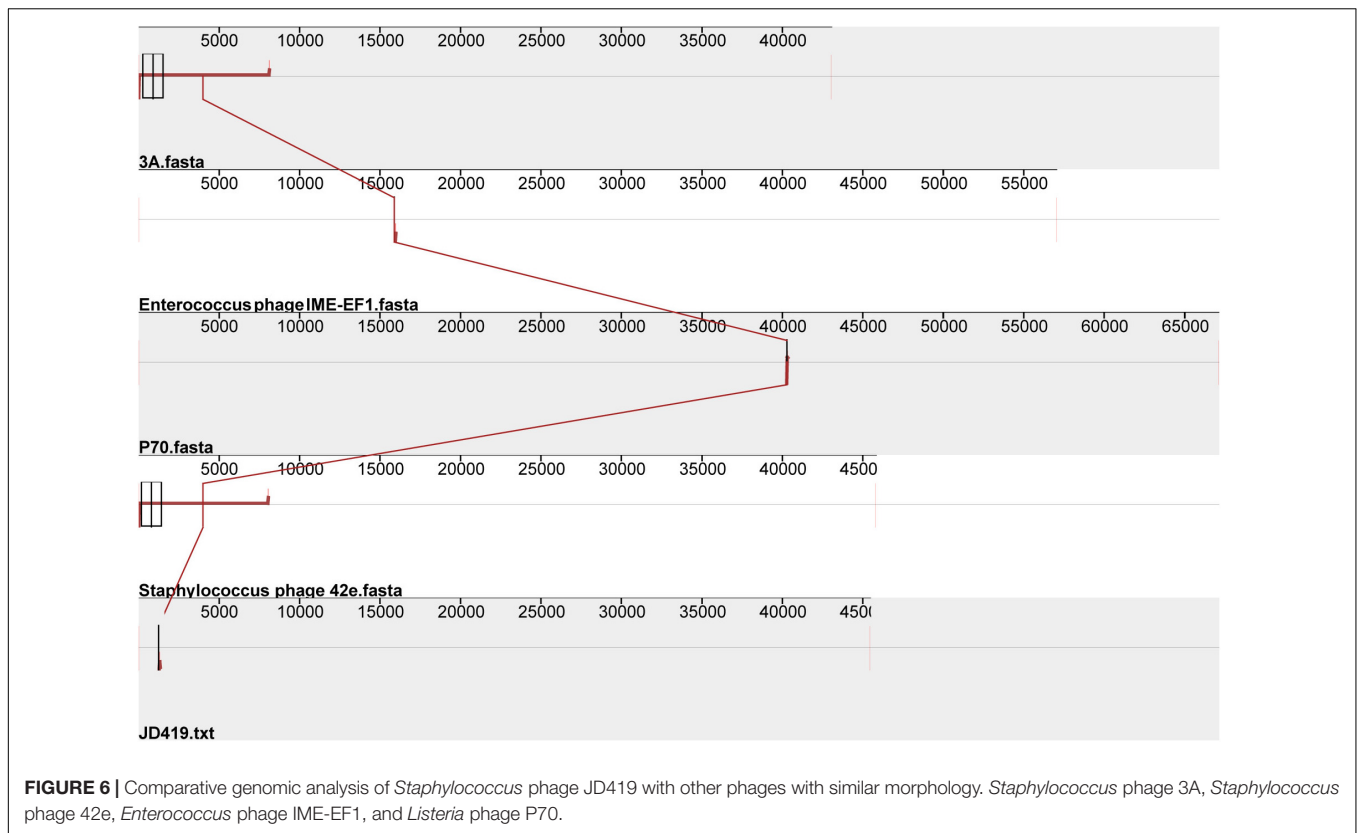 5000 10000 15000 20000 25000 30000 35000 40000
3A.fasta
5000 10000 15000 20000 25000 30000 35000 40000 45000 50000 55000
Enterococcus phage IME-EF1.fasta
5000 10000 15000 20000 25000 30000 35000 40000 45000 50000 55000 60000 65000
P70.fasta
5000 10000 15000 20000 25000 30000 35000 40000 45000
Staphylococcus phage 42e.fasta
5000 10000 15000 20000 25000 30000 35000 40000 4500
JD419.txt
FIGURE 6 | Comparative genomic analysis of Staphylococcus phage JD419 with other phages with similar morphology. Staphylococcus phage 3A, Staphylococcus
phage 42e, Enterococcus phage IME-EF1, and Listeria phage P70.